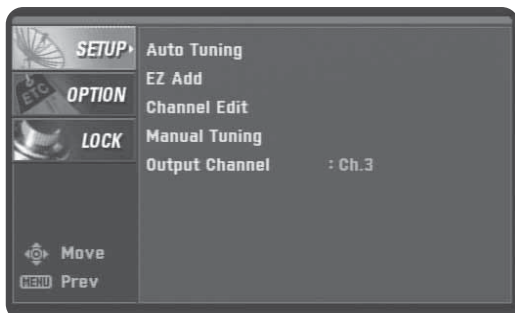 SETUP
OPTION
ETC
LOCK
Auto Tuning
EZ Add
Channel Edit
Manual Tuning
Output Channel : Ch.3
Move
MENU Prev